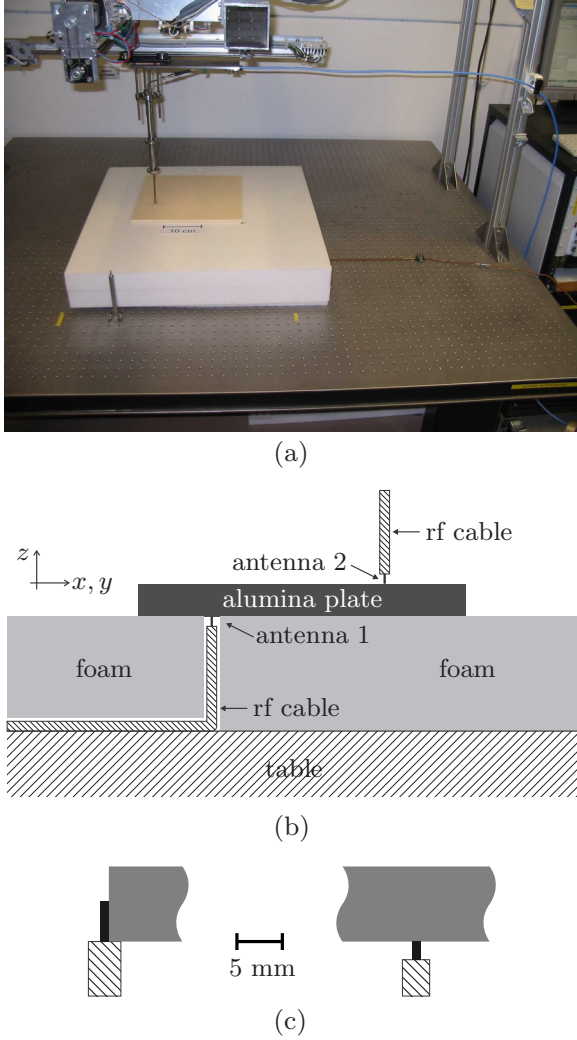 10 cm
(a)
rf cable
antenna 2
z
x, y
alumina plate
antenna 1
foam
foam
rf cable
table
(b)
5 mm
(c)